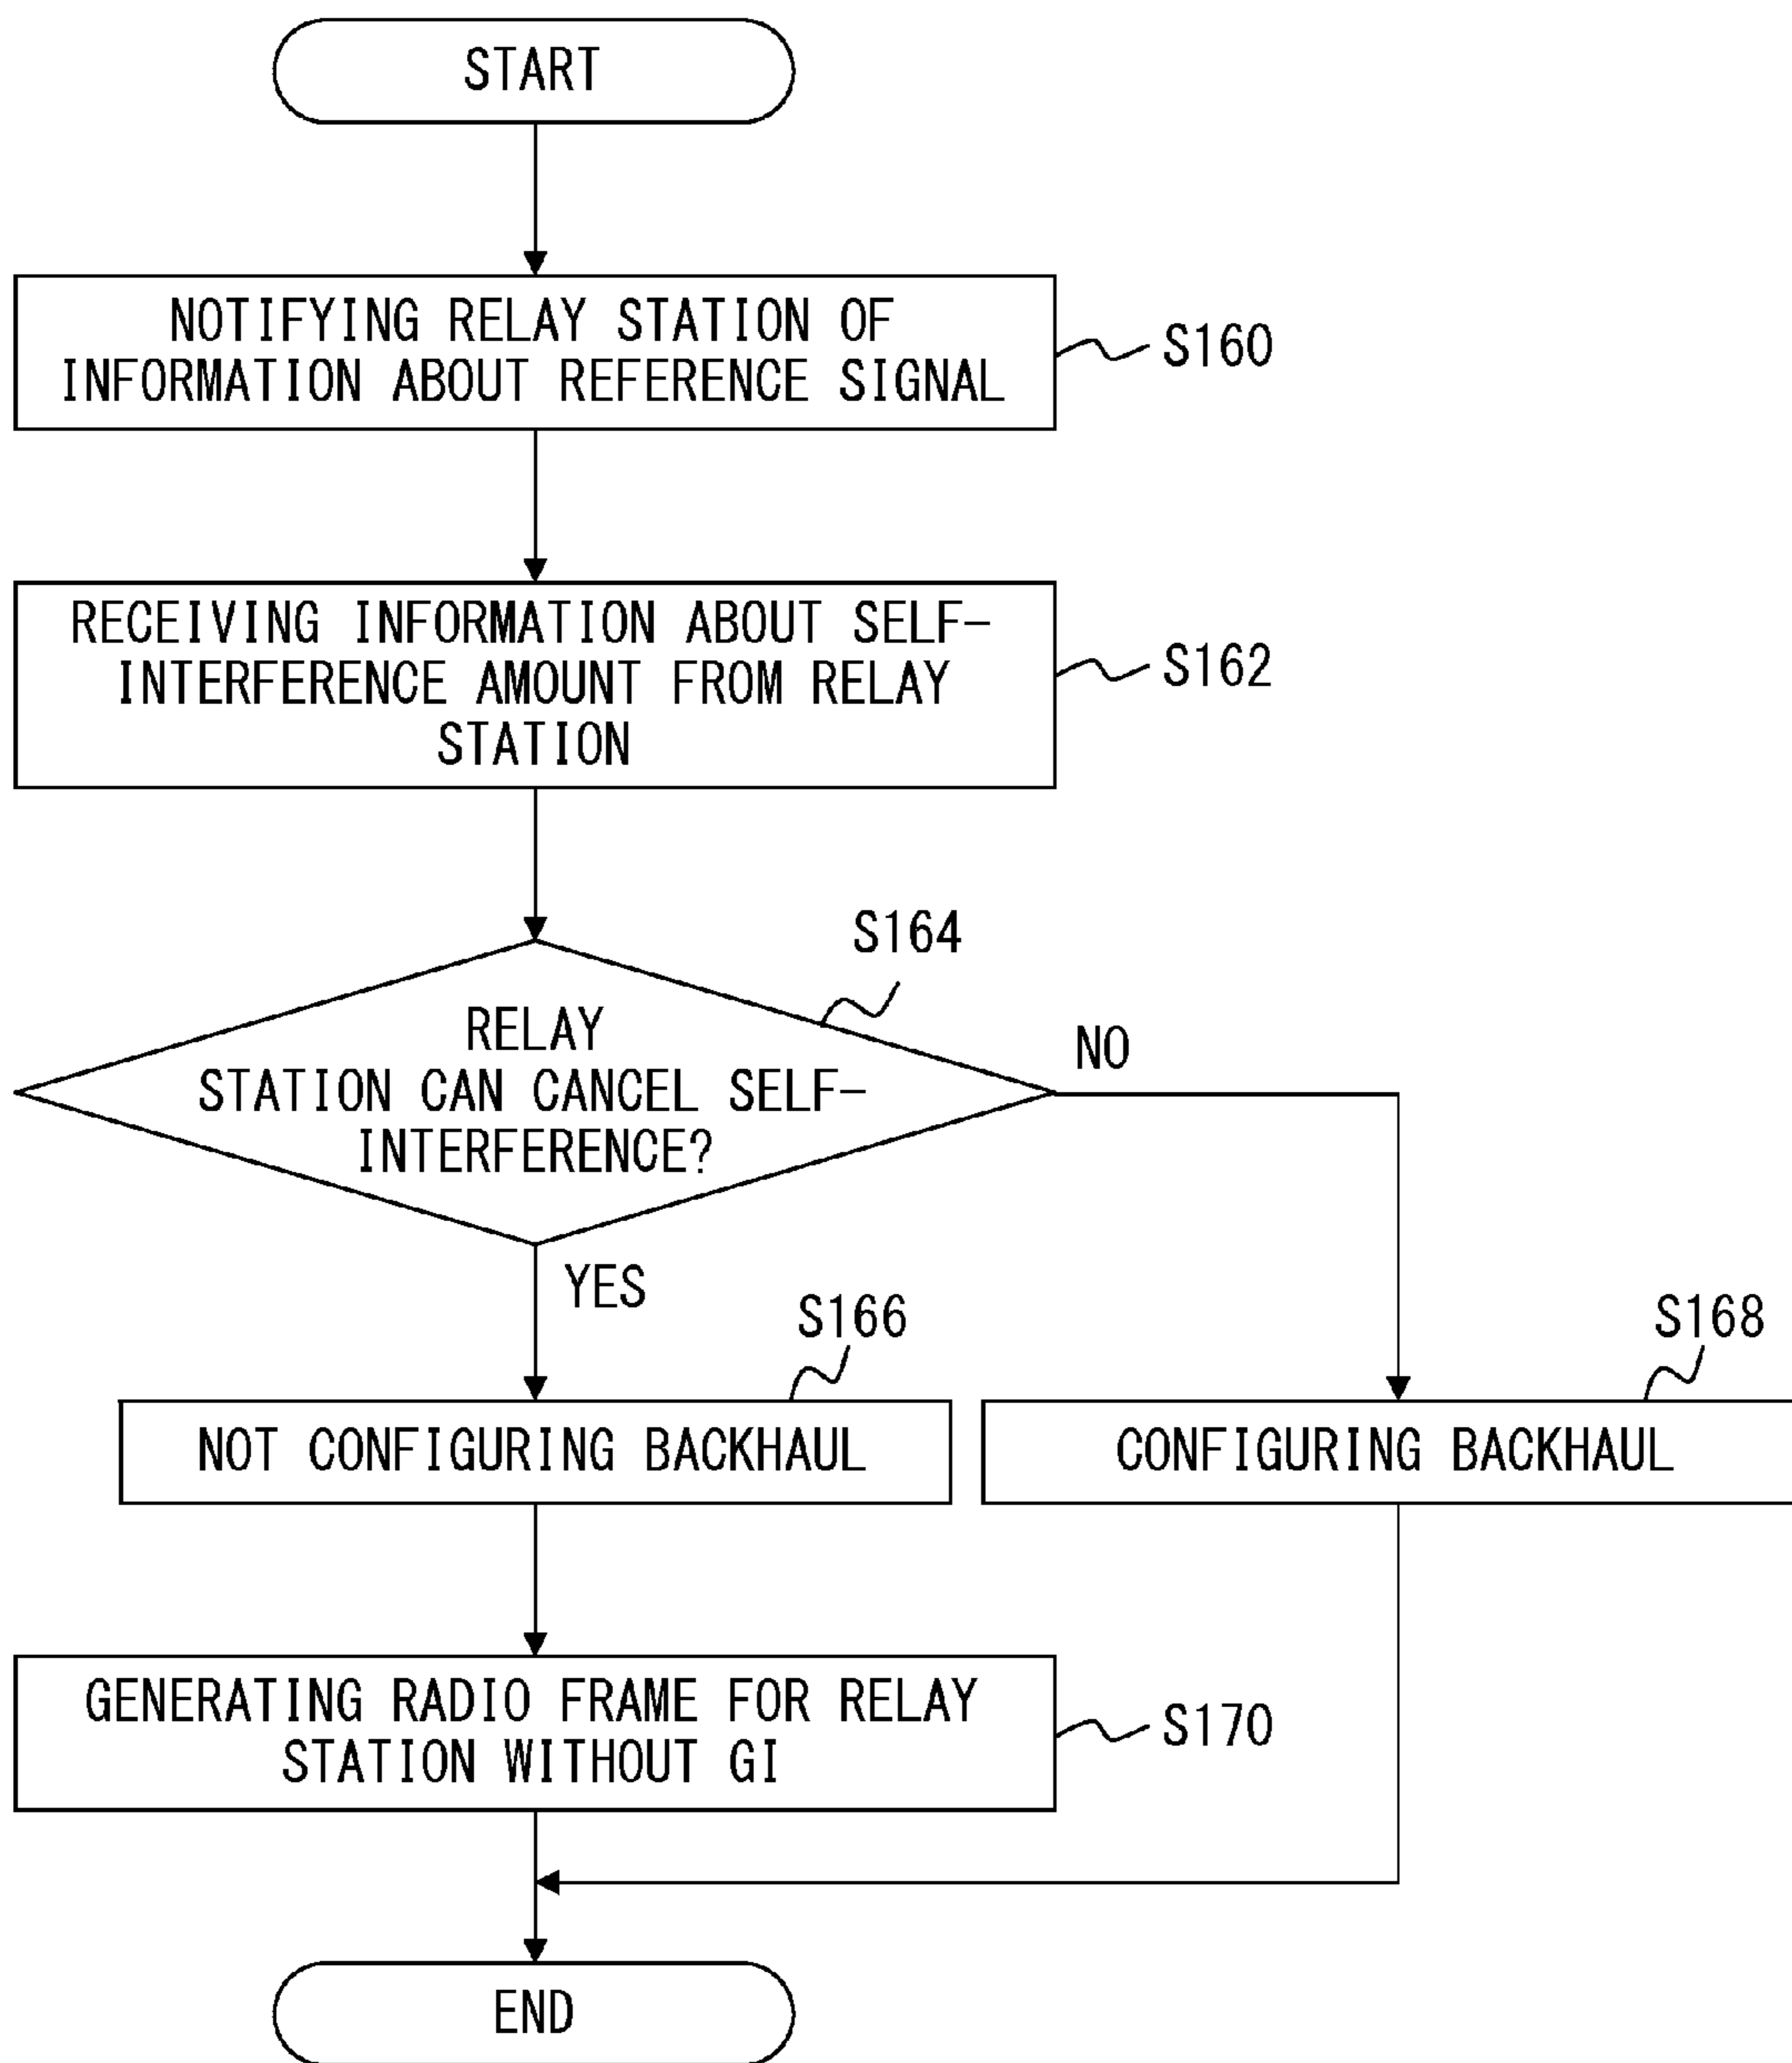 START
NOTIFYING RELAY STATION OF
INFORMATION ABOUT REFERENCE SIGNAL
S160
RECEIVING INFORMATION ABOUT SELF-
INTERFERENCE AMOUNT FROM RELAY
STATION
S162
S164
RELAY
STATION CAN CANCEL SELF-
INTERFERENCE?
NO
YES
S166
S168
NOT CONFIGURING BACKHAUL
CONFIGURING BACKHAUL
GENERATING RADIO FRAME FOR RELAY
STATION WITHOUT GI
S170
END